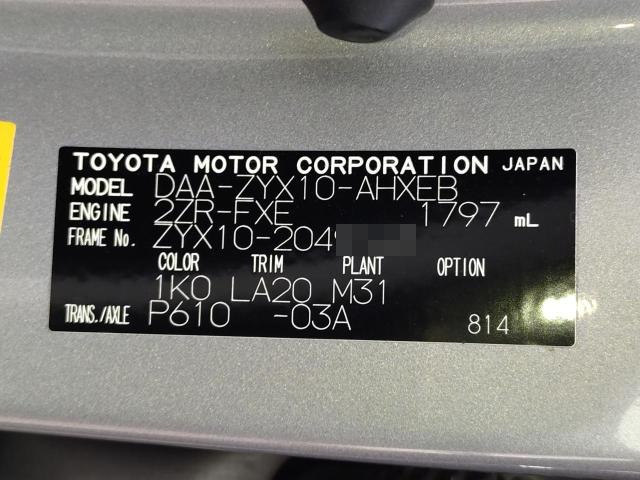 TOYOTA MOTOR CORPORATION JAPAN
MODEL DAA-ZYX10-AHXEB
ENGINE 2ZR-FXE 1797 mL
FRAME No. ZYX10-2049
COLOR TRIM PLANT OPTION
1K0 LA20 M31
TRANS./AXLE P610 -03A 814